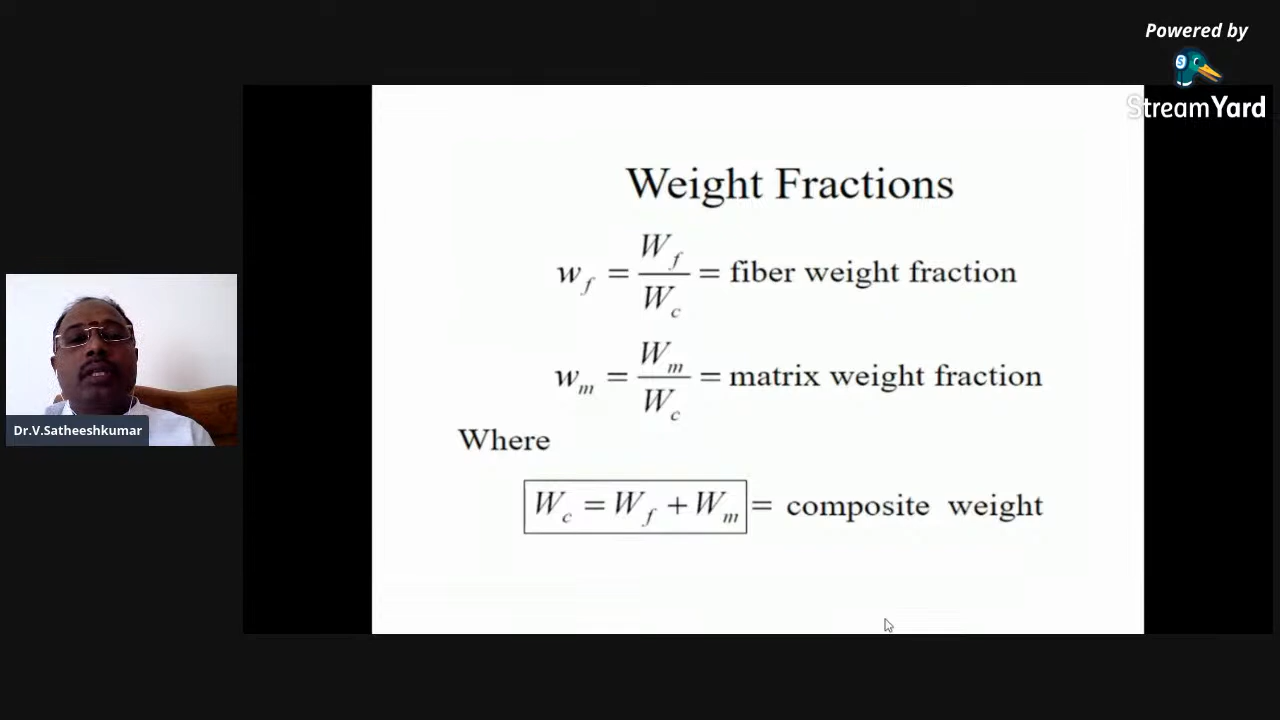 Powered by
StreamYard
Weight Fractions
w_f = W_f / W_c = fiber weight fraction
w_m = W_m / W_c = matrix weight fraction
Where
W_c = W_f + W_m = composite weight
Dr.V.Satheeshkumar